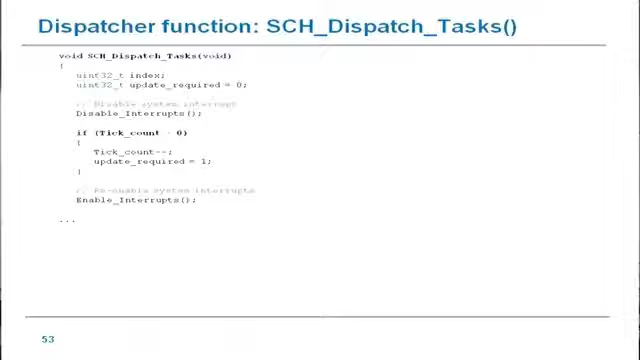 Dispatcher function: SCH_Dispatch_Tasks()
void SCH_Dispatch_Tasks(void)
{
uint32_t index;
uint32_t update_required = 0;
// Disable system interrupt
Disable_Interrupts();
if (Tick_count > 0)
{
Tick_count--;
update_required = 1;
}
// Re-enable system interrupts
Enable_Interrupts();
...
53